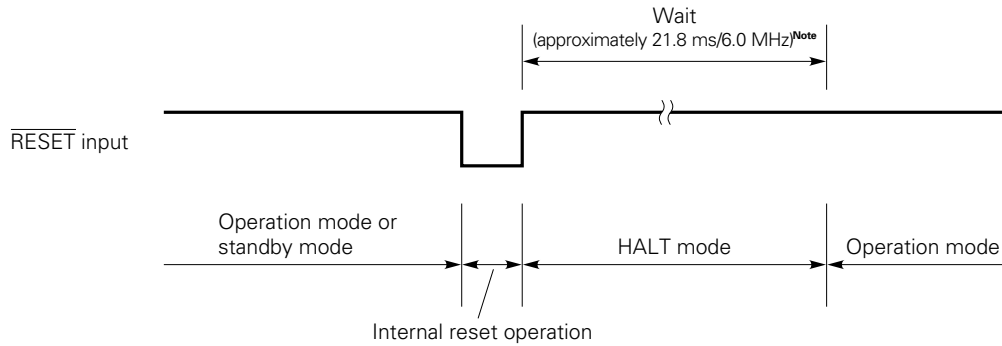 Wait
(approximately 21.8 ms/6.0 MHz)Note
RESET input
Operation mode or
standby mode
HALT mode
Operation mode
Internal reset operation